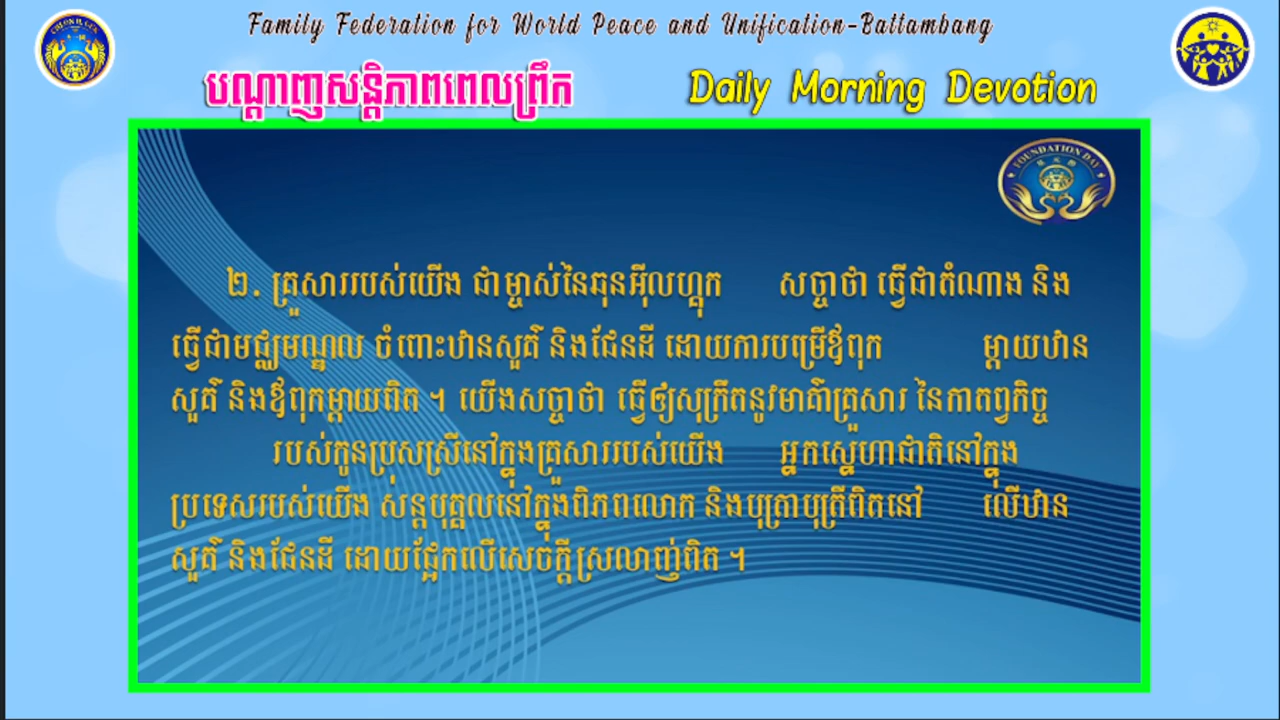 Family Federation for World Peace and Unification-Battambang
បណ្តាញសន្តិភាពពេលព្រឹក Daily Morning Devotion
FOUNDATION DAY
២. គ្រួសាររបស់យើង ជាម្ចាស់នៃឆុនអ៊ីលហ្គុក សច្ចាថា ធ្វើជាតំណាង និង
ធ្វើជាមជ្ឈមណ្ឌល ចំពោះឋានសួគ៌ និងផែនដី ដោយការបម្រើឪពុក ម្តាយឋាន
សួគ៌ និងឪពុកម្តាយពិត ។ យើងសច្ចាថា ធ្វើឲ្យសុក្រឹតនូវមាគ៌ាគ្រួសារ នៃកាតព្វកិច្ច
របស់កូនប្រុសស្រីនៅក្នុងគ្រួសាររបស់យើង អ្នកស្នេហាជាតិនៅក្នុង
ប្រទេសរបស់យើង សន្តបុគ្គលនៅក្នុងពិភពលោក និងបុត្រាបុត្រីពិតនៅ លើឋាន
សួគ៌ និងផែនដី ដោយផ្អែកលើសេចក្តីស្រលាញ់ពិត ។